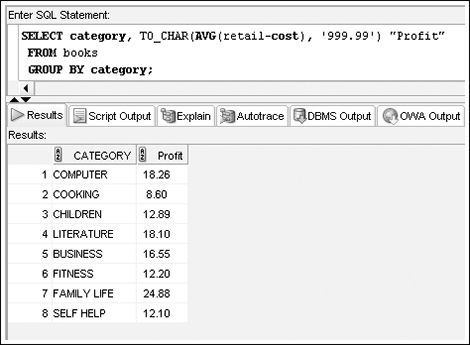 Enter SQL Statement:
SELECT category, TO_CHAR(AVG(retail-cost), '999.99') "Profit"
FROM books
GROUP BY category;
Results Script Output Explain Autotrace DBMS Output OWA Output
Results:
CATEGORY Profit
1 COMPUTER 18.26
2 COOKING 8.60
3 CHILDREN 12.89
4 LITERATURE 18.10
5 BUSINESS 16.55
6 FITNESS 12.20
7 FAMILY LIFE 24.88
8 SELF HELP 12.10